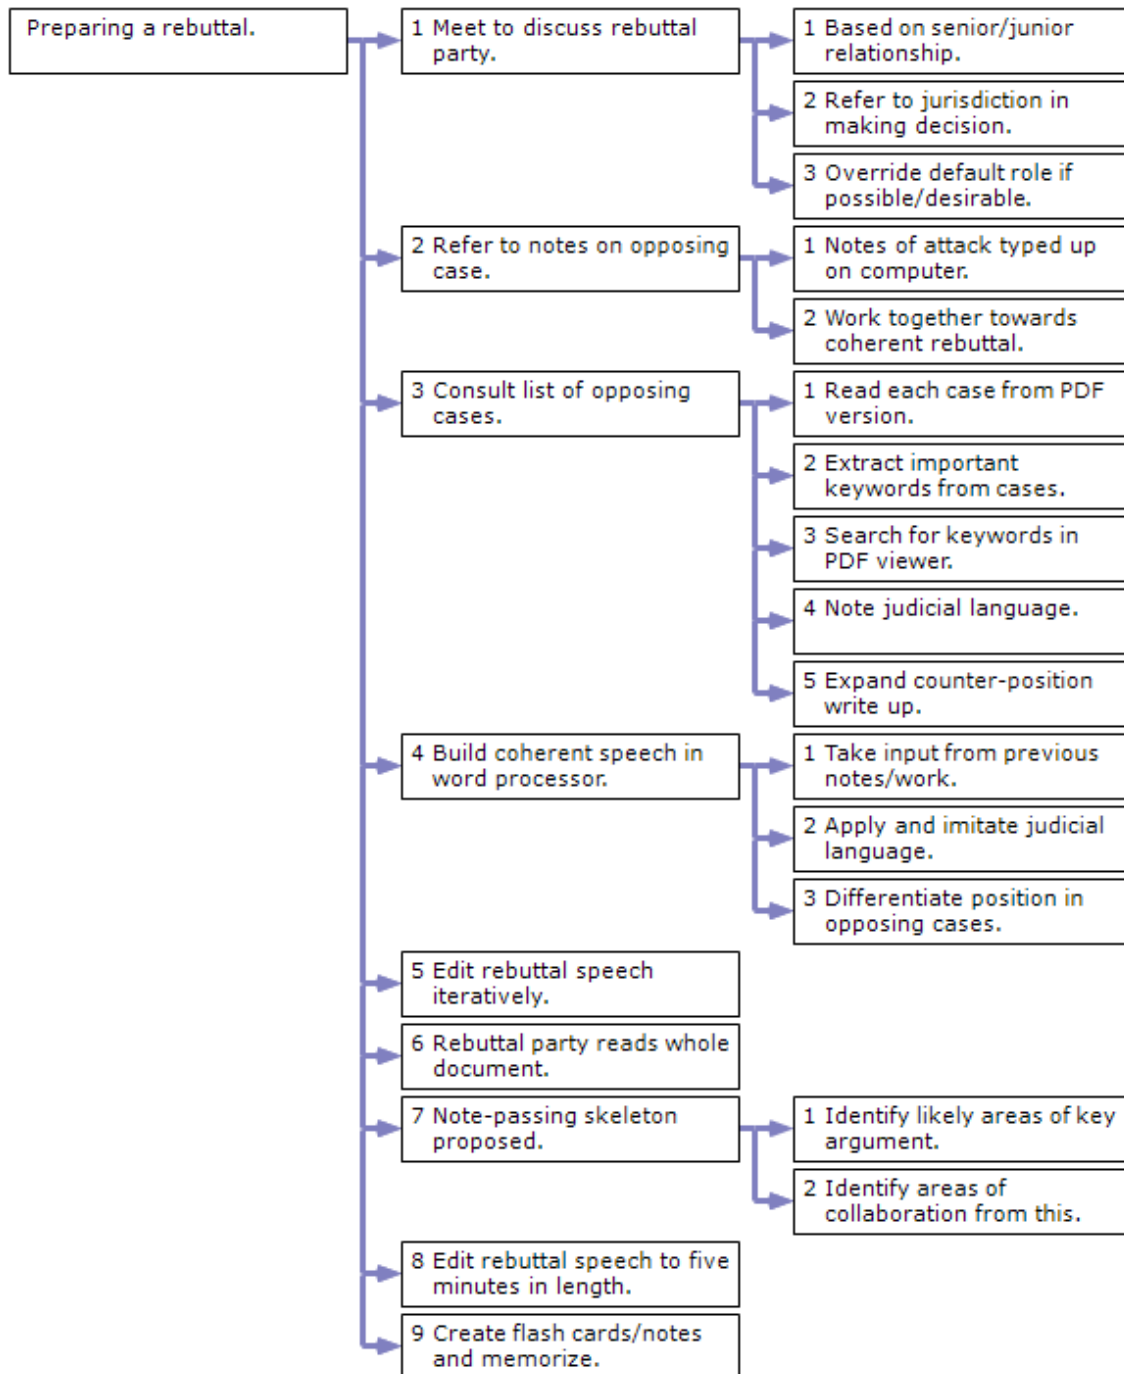 Preparing a rebuttal.
1 Meet to discuss rebuttal
party.
1 Based on senior/junior
relationship.
2 Refer to jurisdiction in
making decision.
3 Override default role if
possible/desirable.
2 Refer to notes on opposing
case.
1 Notes of attack typed up
on computer.
2 Work together towards
coherent rebuttal.
3 Consult list of opposing
cases.
1 Read each case from PDF
version.
2 Extract important
keywords from cases.
3 Search for keywords in
PDF viewer.
4 Note judicial language.
5 Expand counter-position
write up.
4 Build coherent speech in
word processor.
1 Take input from previous
notes/work.
2 Apply and imitate judicial
language.
3 Differentiate position in
opposing cases.
5 Edit rebuttal speech
iteratively.
6 Rebuttal party reads whole
document.
7 Note-passing skeleton
proposed.
1 Identify likely areas of key
argument.
2 Identify areas of
collaboration from this.
8 Edit rebuttal speech to five
minutes in length.
9 Create flash cards/notes
and memorize.